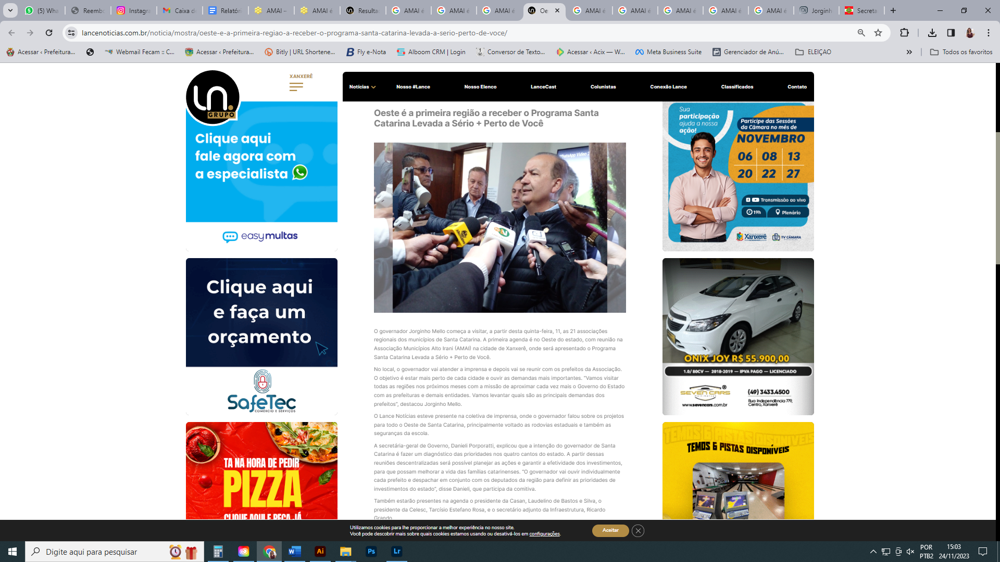 (5) Wha
Reemb
Instagra
Caixa d
Relatóri
AMAI –
AMAI é
Resulta
AMAI é
AMAI é
AMAI é
Oe
AMAI é
AMAI é
AMAI é
AMAI é
AMAI é
Jorginh
Secreta
lancenoticias.com.br/noticia/mostra/oeste-e-a-primeira-regiao-a-receber-o-programa-santa-catarina-levada-a-serio-perto-de-voce/
Acessar ‹ Prefeitura...
Webmail Fecam :: C...
Acessar ‹ Prefeitura...
Bitly | URL Shortene...
Fly e-Nota
Alboom CRM | Login
Conversor de Texto...
Acessar ‹ Acix — W...
Meta Business Suite
Gerenciador de Anú...
ELEIÇAO
Todos os favoritos
LN.
GRUPO
XANXERÊ
Notícias
Nosso #Lance
Nosso Elenco
LanceCast
Colunistas
Conexão Lance
Classificados
Contato
Clique aqui
fale agora com
a especialista
easymultas
Clique aqui
e faça um
orçamento
SafeTec
COMÉRCIO E SERVIÇOS
TA NA HORA DE PEDIR
PIZZA
CLIQUE AQUI E PEÇA JÁ
Oeste é a primeira região a receber o Programa Santa
Catarina Levada a Sério + Perto de Você
WhatsApp Video 2
O governador Jorginho Mello começa a visitar, a partir desta quinta-feira, 11, as 21 associações
regionais dos municípios de Santa Catarina. A primeira agenda é no Oeste do estado, com reunião na
Associação Municípios Alto Irani (AMAI) na cidade de Xanxerê, onde será apresentado o Programa
Santa Catarina Levada a Sério + Perto de Você.
No local, o governador vai atender a imprensa e depois vai se reunir com os prefeitos da Associação.
O objetivo é estar mais perto de cada cidade e ouvir as demandas mais importantes. "Vamos visitar
todas as regiões nos próximos meses com a missão de aproximar cada vez mais o Governo do Estado
com as prefeituras e demais entidades. Vamos levantar quais são as principais demandas dos
prefeitos", destacou Jorginho Mello.
O Lance Notícias esteve presente na coletiva de imprensa, onde o governador falou sobre os projetos
para todo o Oeste de Santa Catarina, principalmente voltado as rodovias estaduais e também as
seguranças da escola.
A secretária-geral de Governo, Danieli Porporatti, explicou que a intenção do governador de Santa
Catarina é fazer um diagnóstico das prioridades nos quatro cantos do estado. A partir dessas
reuniões descentralizadas será possível planejar as ações e garantir a efetividade dos investimentos,
para que possam melhorar a vida das famílias catarinenses. "O governador vai ouvir individualmente
cada prefeito e despachar em conjunto com os deputados da região para definir as prioridades de
investimentos do estado", disse Danieli, que participa da comitiva.
Também estarão presentes na agenda o presidente da Casan, Laudelino de Bastos e Silva, o
presidente da Celesc, Tarcísio Estefano Rosa, e o secretário adjunto da Infraestrutura, Ricardo
Grando
Sua
participação
ajuda a nossa
ação!
Participe das Sessões
da Câmara no mês de
NOVEMBRO
06 08 13
20 22 27
Transmissão ao vivo
19h
Plenário
Xanxerê
TV CÂMARA
ONIX JOY R$ 55.900,00
1.0/ 80CV — 2018-2019 — IPVA PAGO — LICENCIADO
SEVEN CARS
www.sevencars.com.br
(49) 3433.4500
Rua Independência 779,
Centro, Xanxerê
TEMOS 6 PISTAS DISPONÍVEIS
TEMOS 6 PISTAS DISPONÍVEIS
Utilizamos cookies para lhe proporcionar a melhor experiência no nosso site.
Você pode descobrir mais sobre quais cookies estamos usando ou desativá-los em configurações.
Aceitar
Digite aqui para pesquisar
Ai
Ps
Lr
POR
PTB2
15:03
24/11/2023